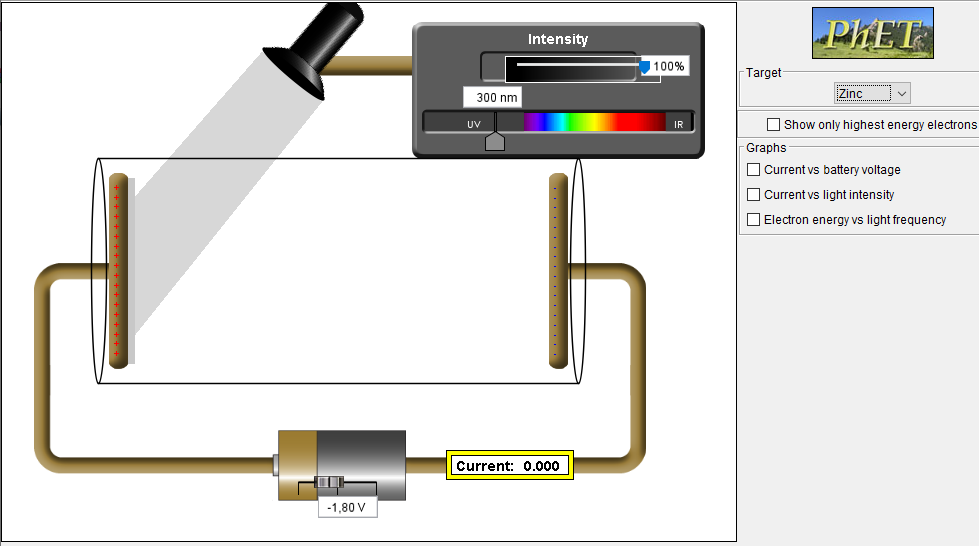 Intensity
100%
300 nm
UV
IR
Current: 0.000
-1,80 V
PhET
Target
Zinc
Show only highest energy electrons
Graphs
Current vs battery voltage
Current vs light intensity
Electron energy vs light frequency